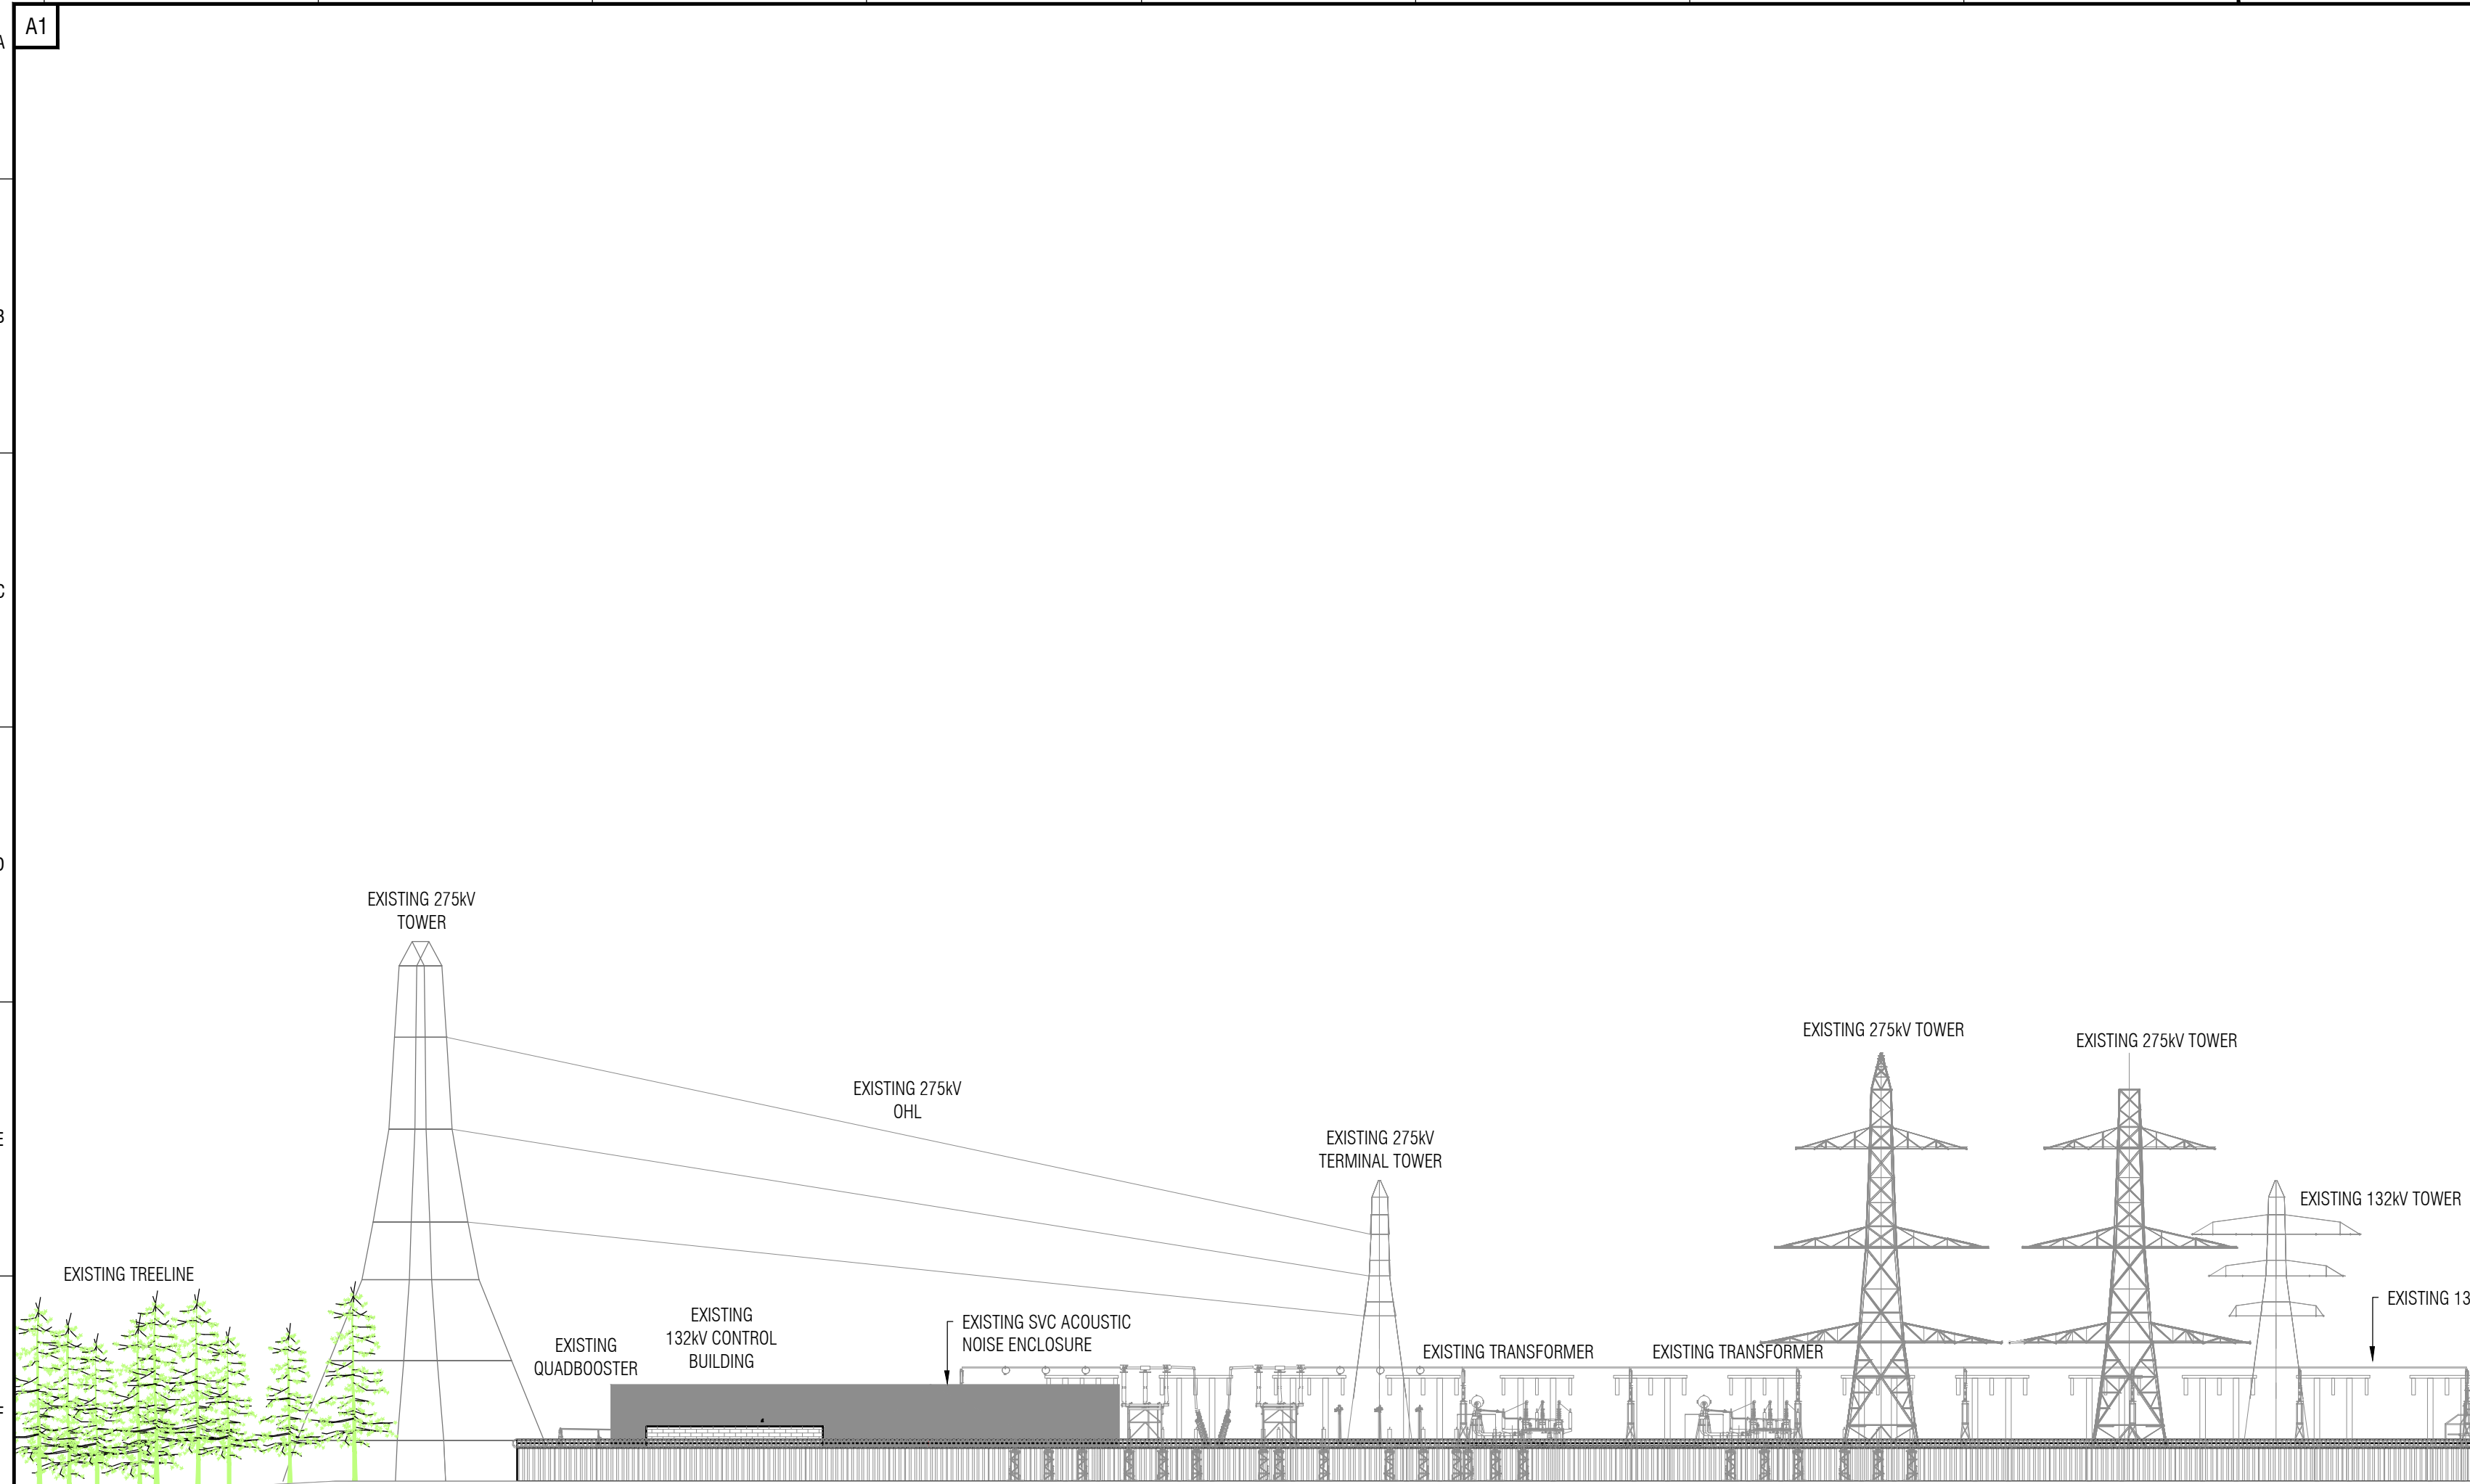 A1
A
B
C
D
E
F
EXISTING 275kV
TOWER
EXISTING 275kV TOWER
EXISTING 275kV TOWER
EXISTING 275kV
OHL
EXISTING 275kV
TERMINAL TOWER
EXISTING 132kV TOWER
EXISTING TREELINE
EXISTING 13
EXISTING
132kV CONTROL
BUILDING
EXISTING SVC ACOUSTIC
NOISE ENCLOSURE
EXISTING
QUADBOOSTER
EXISTING TRANSFORMER
EXISTING TRANSFORMER